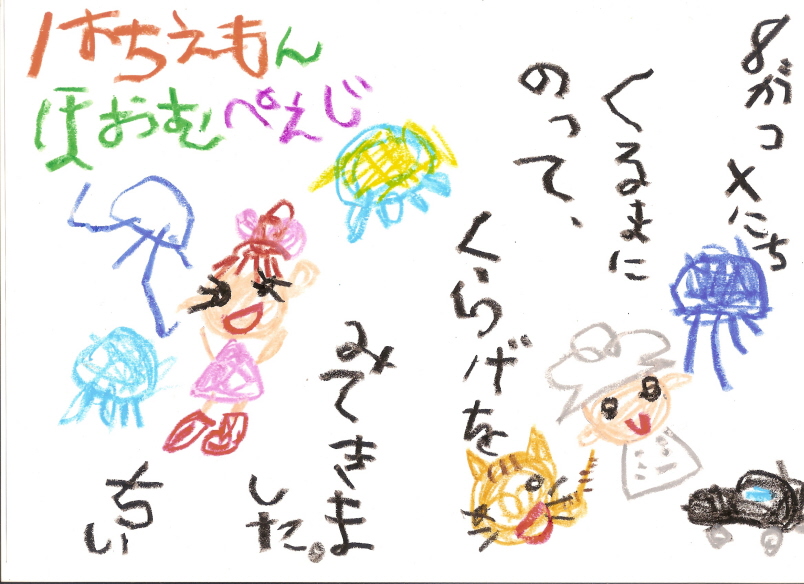 はちえもん
ほおむぺえじ
8がつ×にち
くるまに
のって、
くらげを
みてきま
した。
ちい